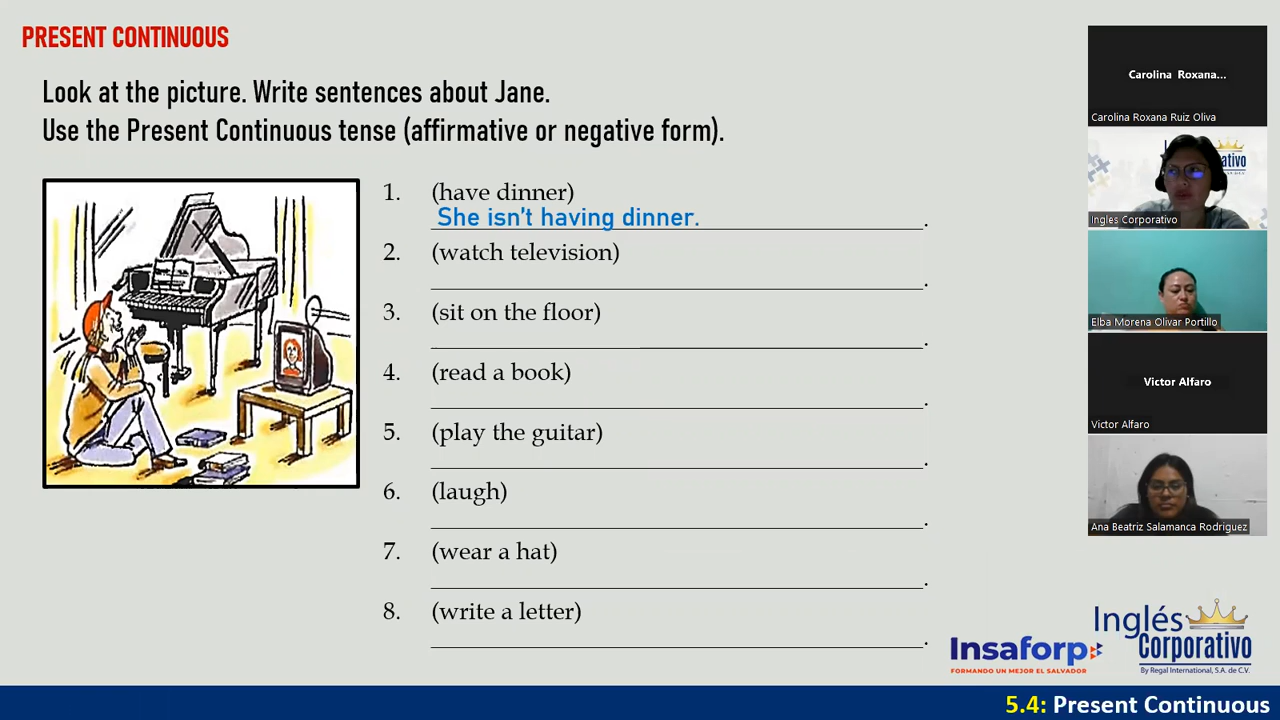 PRESENT CONTINUOUS
Look at the picture. Write sentences about Jane.
Use the Present Continuous tense (affirmative or negative form).
1. (have dinner)
She isn't having dinner.
2. (watch television)
3. (sit on the floor)
4. (read a book)
5. (play the guitar)
6. (laugh)
7. (wear a hat)
8. (write a letter)
Carolina Roxana...
Carolina Roxana Ruiz Oliva
Ingles Corporativo
Elba Morena Olivar Portillo
Victor Alfaro
Victor Alfaro
Ana Beatriz Salamanca Rodriguez
Insaforp
FORMANDO UN MEJOR EL SALVADOR
Inglés
Corporativo
By Regal International, S.A. de C.V.
5.4: Present Continuous